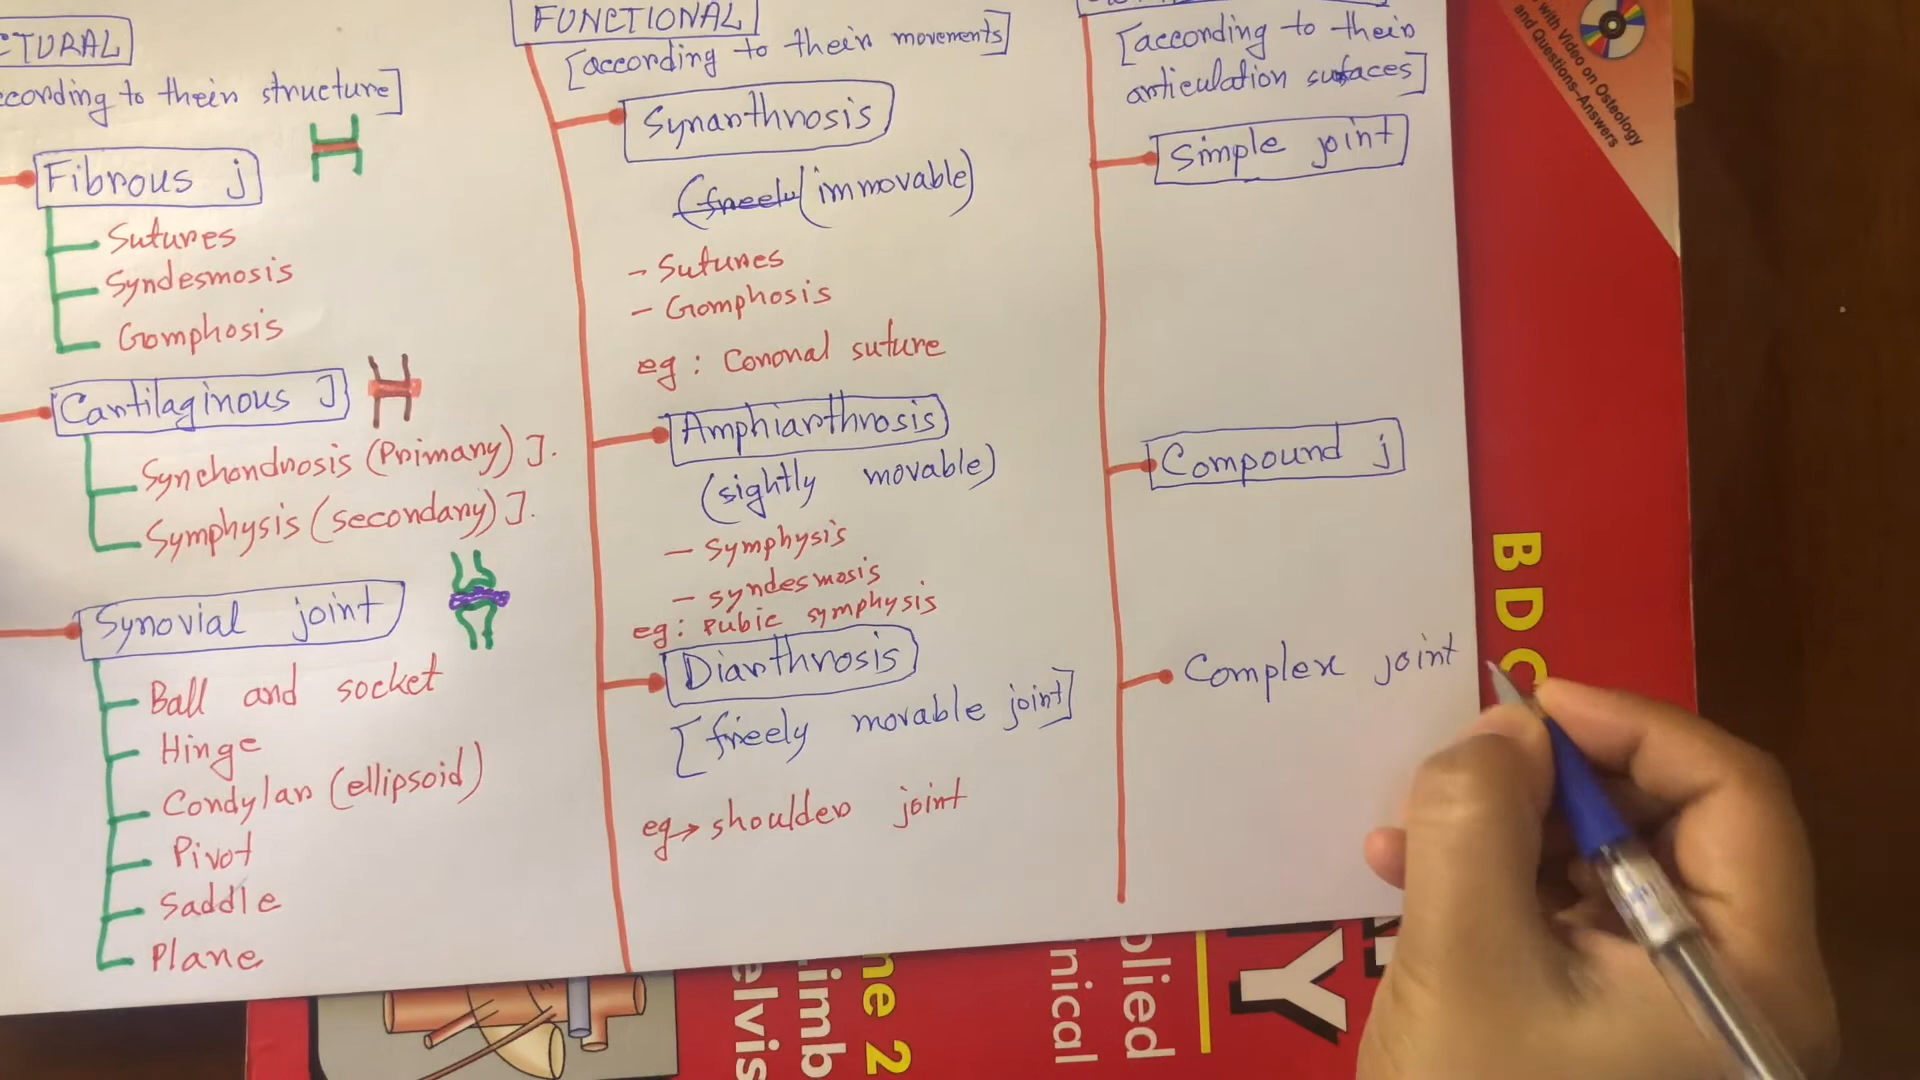 CTURAL
ccording to their structure]
Fibrous j
Sutures
Syndesmosis
Gomphosis
Cartilaginous J
Synchondrosis (Primary) J.
Symphysis (secondary) J.
Synovial joint
Ball and socket
Hinge
Condylar (ellipsoid)
Pivot
Saddle
Plane
FUNCTIONAL
[according to their movements]
Synarthrosis
(freely (immovable)
- Sutures
- Gomphosis
eg : Coronal suture
Amphiarthrosis
(sightly movable)
- Symphysis
- syndesmosis
eg : Pubic symphysis
Diarthrosis
[freely movable joint]
eg → shoulder joint
[according to their
articulation surfaces]
Simple joint
Compound j
Complex joint
with Video on Osteology
and Questions–Answers
BDC
plied
nical
ne 2
Limb
elvis